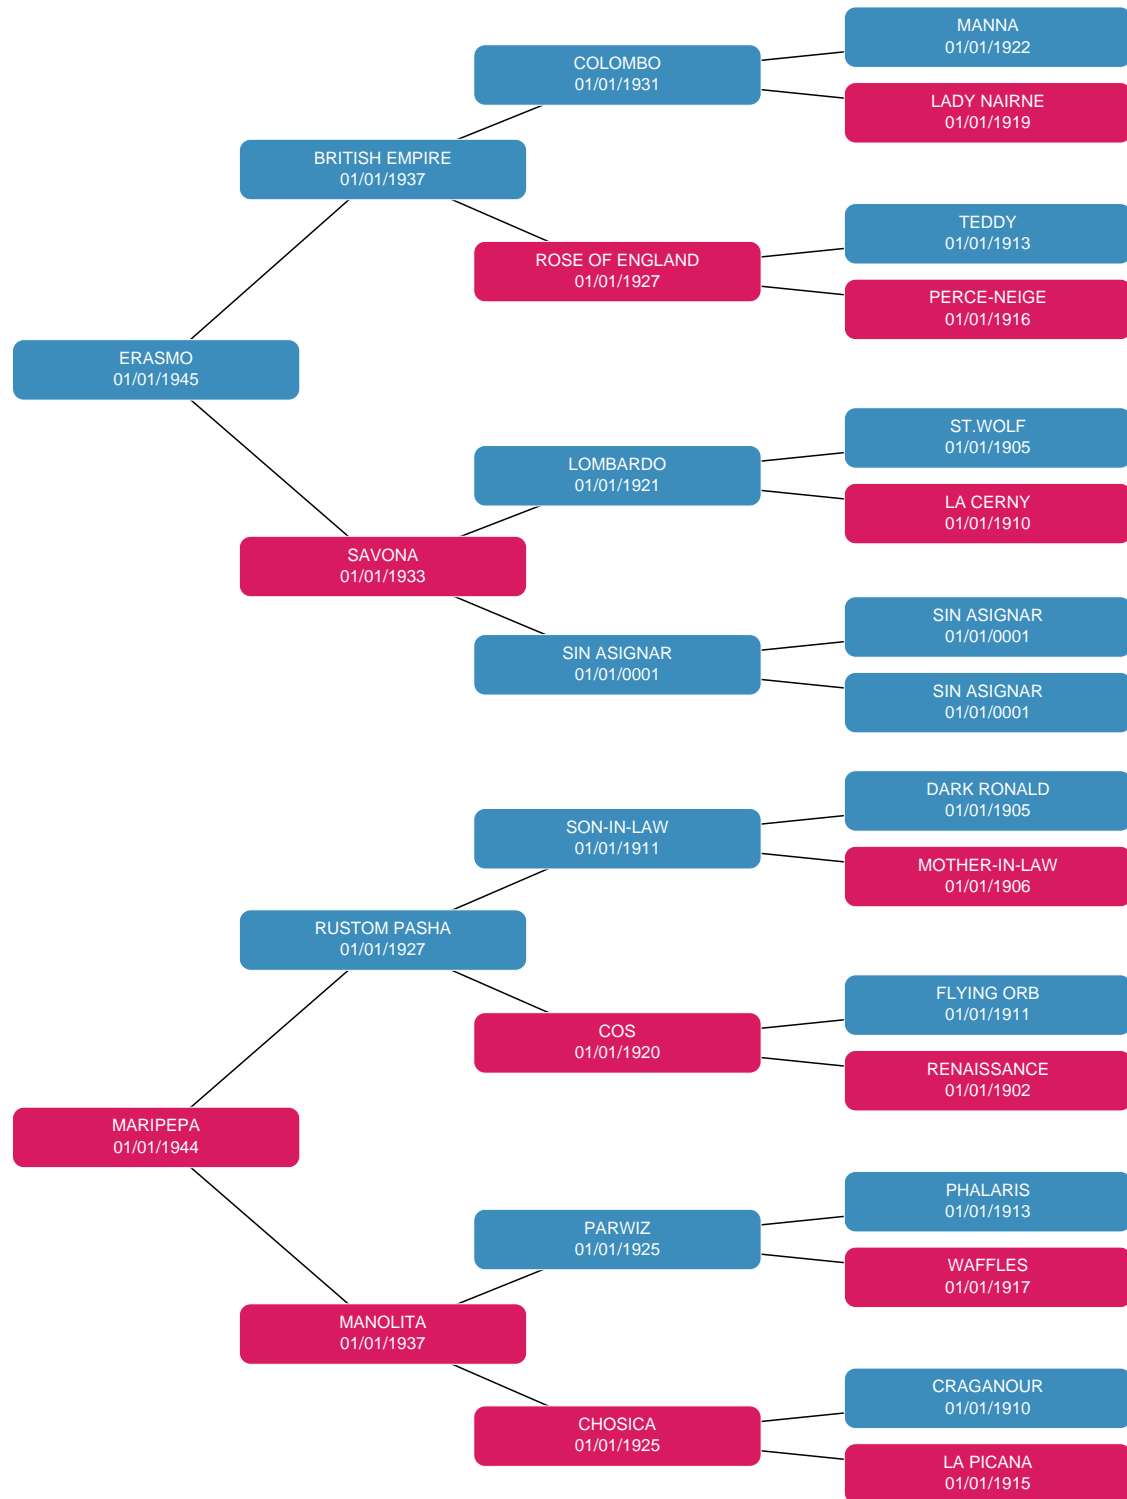 MANNA
01/01/1922
COLOMBO
01/01/1931
LADY NAIRNE
01/01/1919
BRITISH EMPIRE
01/01/1937
TEDDY
01/01/1913
ROSE OF ENGLAND
01/01/1927
PERCE-NEIGE
01/01/1916
ERASMO
01/01/1945
ST.WOLF
01/01/1905
LOMBARDO
01/01/1921
LA CERNY
01/01/1910
SAVONA
01/01/1933
SIN ASIGNAR
01/01/0001
SIN ASIGNAR
01/01/0001
SIN ASIGNAR
01/01/0001
DARK RONALD
01/01/1905
SON-IN-LAW
01/01/1911
MOTHER-IN-LAW
01/01/1906
RUSTOM PASHA
01/01/1927
FLYING ORB
01/01/1911
COS
01/01/1920
RENAISSANCE
01/01/1902
MARIPEPA
01/01/1944
PHALARIS
01/01/1913
PARWIZ
01/01/1925
WAFFLES
01/01/1917
MANOLITA
01/01/1937
CRAGANOUR
01/01/1910
CHOSICA
01/01/1925
LA PICANA
01/01/1915